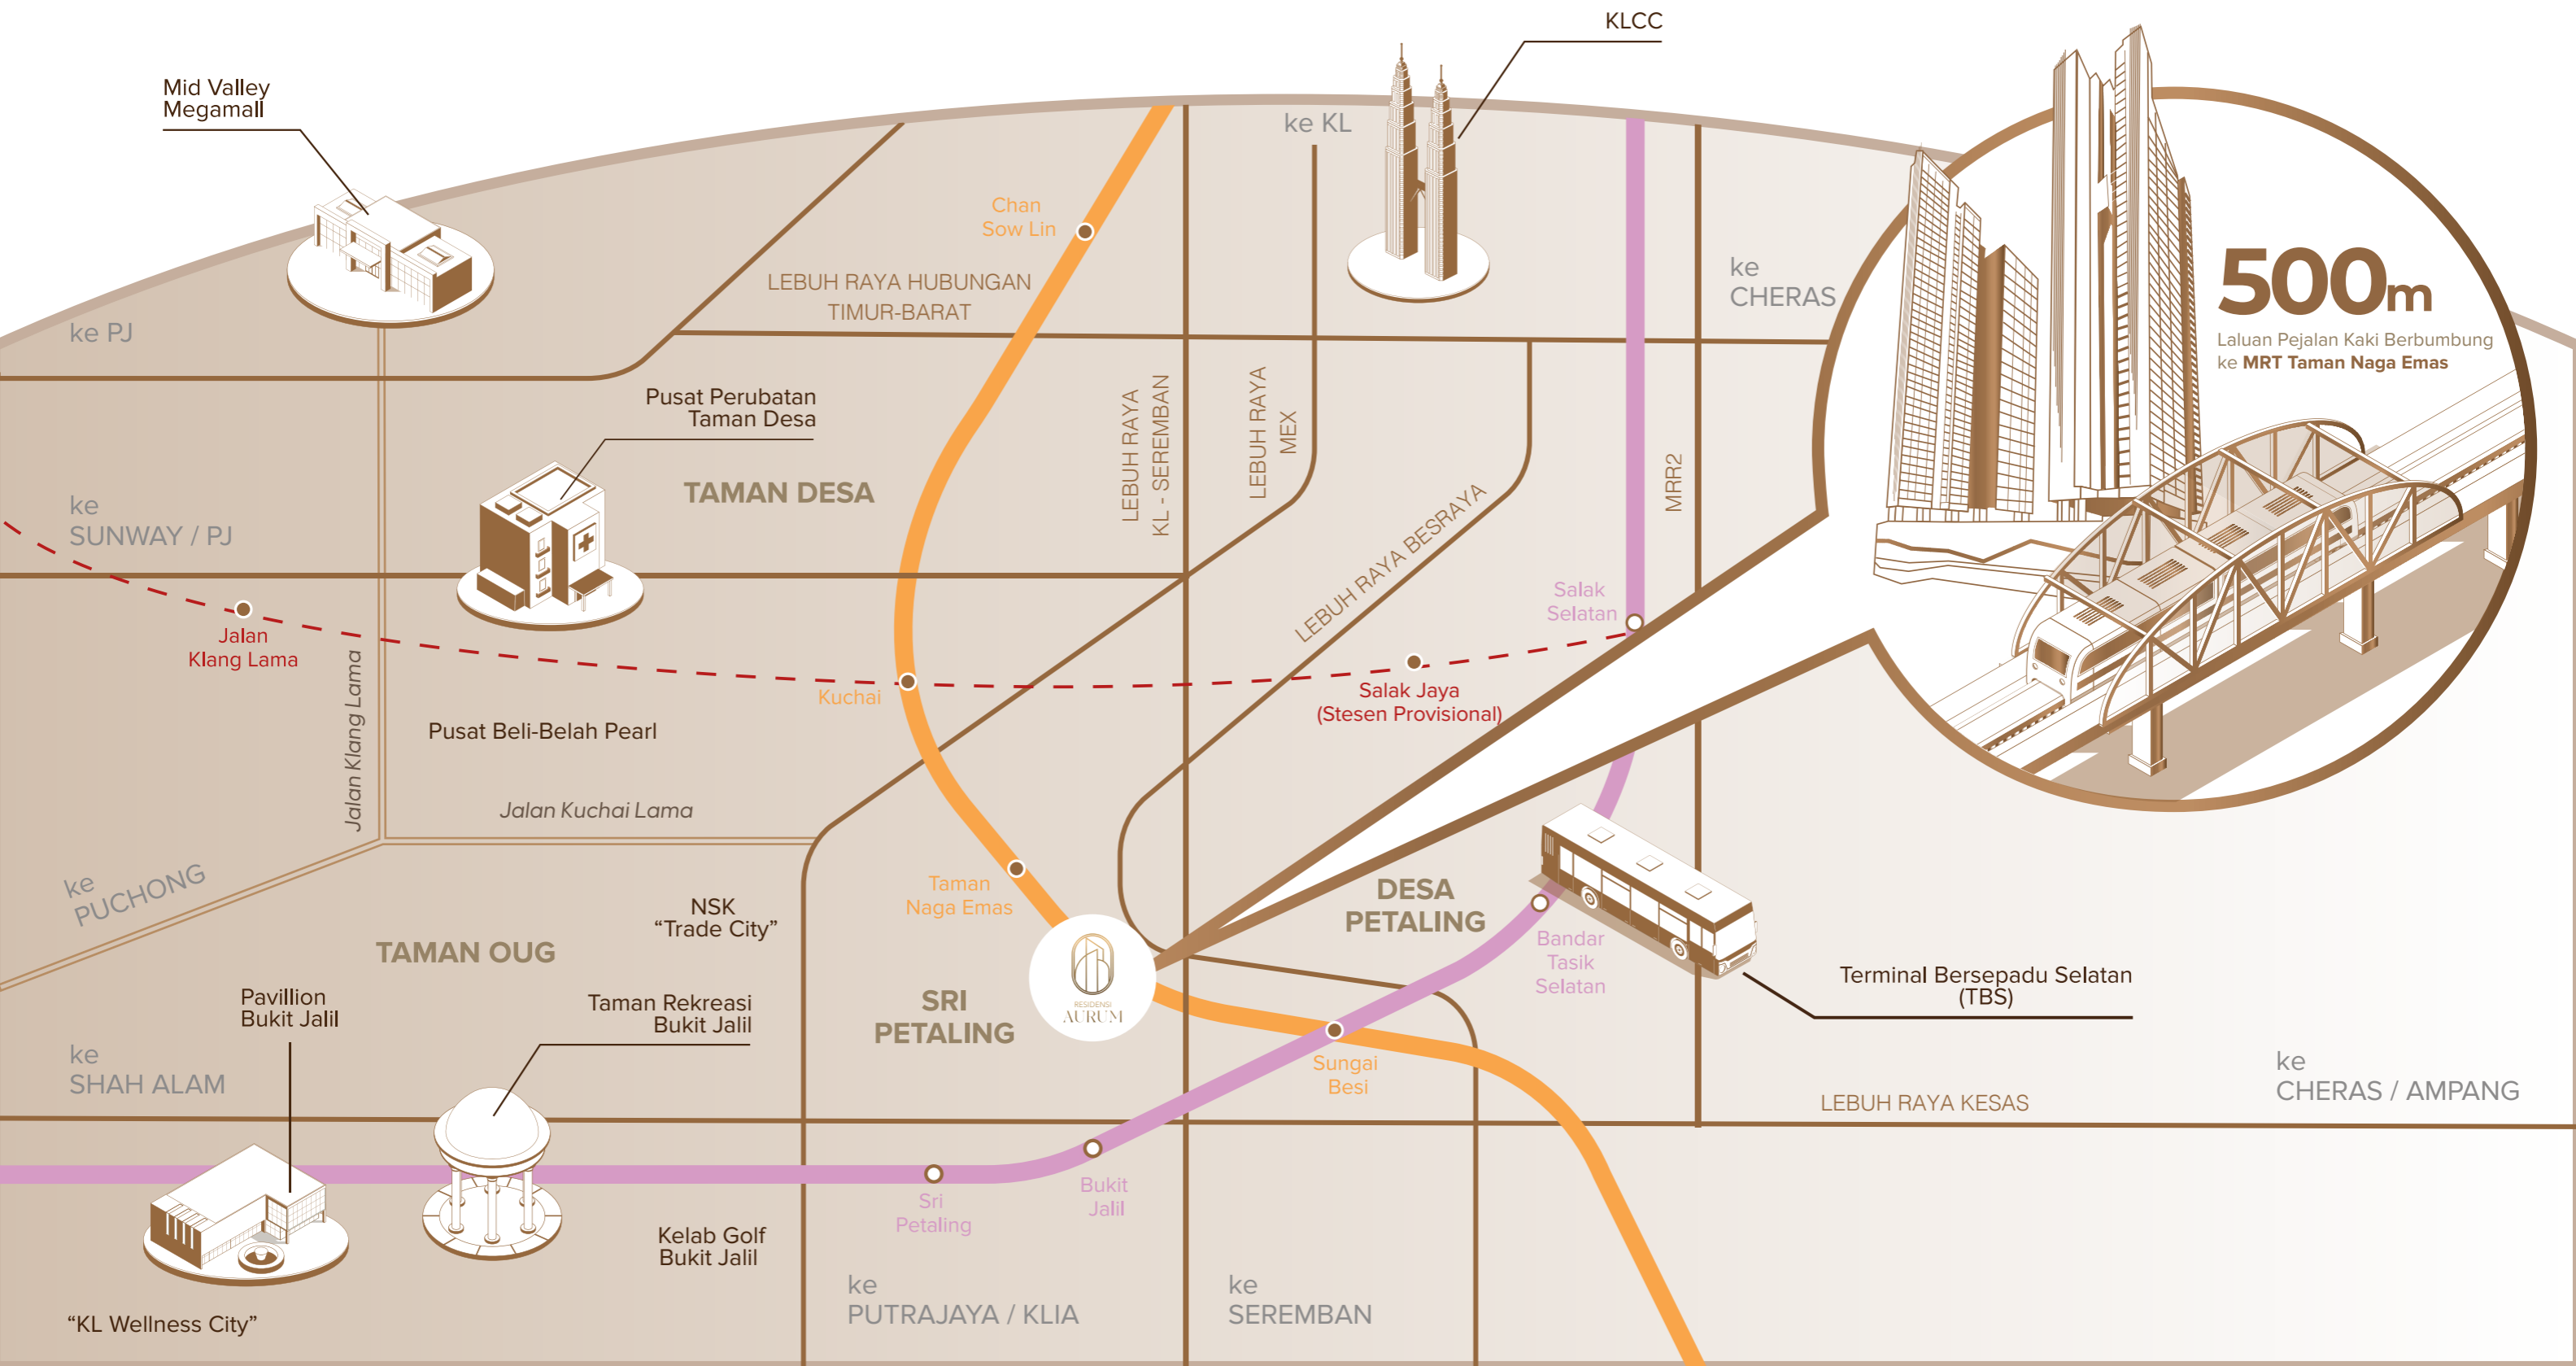 KLCC
Mid Valley
Megamall
ke KL
Chan
Sow Lin
LEBUH RAYA HUBUNGAN
TIMUR-BARAT
ke
CHERAS
500m
Laluan Pejalan Kaki Berbumbung
ke MRT Taman Naga Emas
ke PJ
Pusat Perubatan
Taman Desa
TAMAN DESA
LEBUH RAYA
KL - SEREMBAN
LEBUH RAYA
MEX
LEBUH RAYA BESRAYA
MRR2
ke
SUNWAY / PJ
Salak
Selatan
Jalan
Klang Lama
Jalan Klang Lama
Kuchai
Salak Jaya
(Stesen Provisional)
Pusat Beli-Belah Pearl
Jalan Kuchai Lama
ke
PUCHONG
Taman
Naga Emas
NSK
“Trade City”
TAMAN OUG
DESA
PETALING
Bandar
Tasik
Selatan
Terminal Bersepadu Selatan
(TBS)
Pavillion
Bukit Jalil
Taman Rekreasi
Bukit Jalil
SRI
PETALING
RESIDENSI
AURUM
ke
SHAH ALAM
Sungai
Besi
LEBUH RAYA KESAS
ke
CHERAS / AMPANG
Sri
Petaling
Bukit
Jalil
Kelab Golf
Bukit Jalil
ke
PUTRAJAYA / KLIA
ke
SEREMBAN
“KL Wellness City”